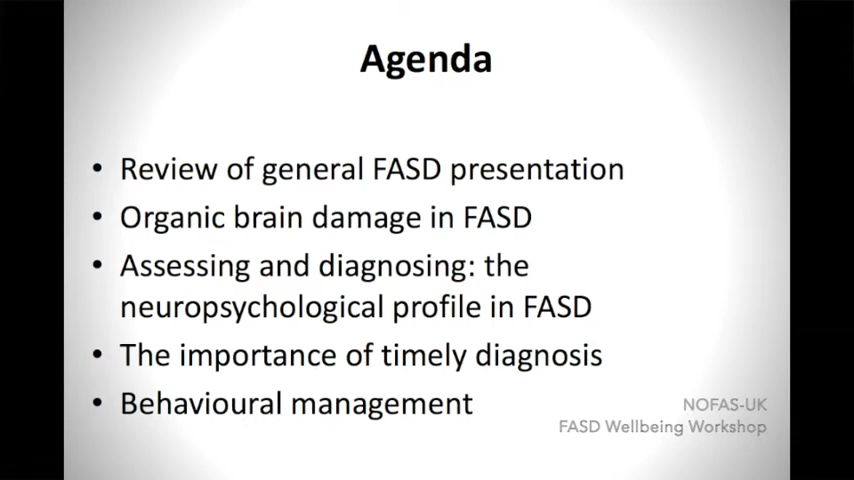 Agenda
• Review of general FASD presentation
• Organic brain damage in FASD
• Assessing and diagnosing: the
neuropsychological profile in FASD
• The importance of timely diagnosis
• Behavioural management
NOFAS-UK
FASD Wellbeing Workshop